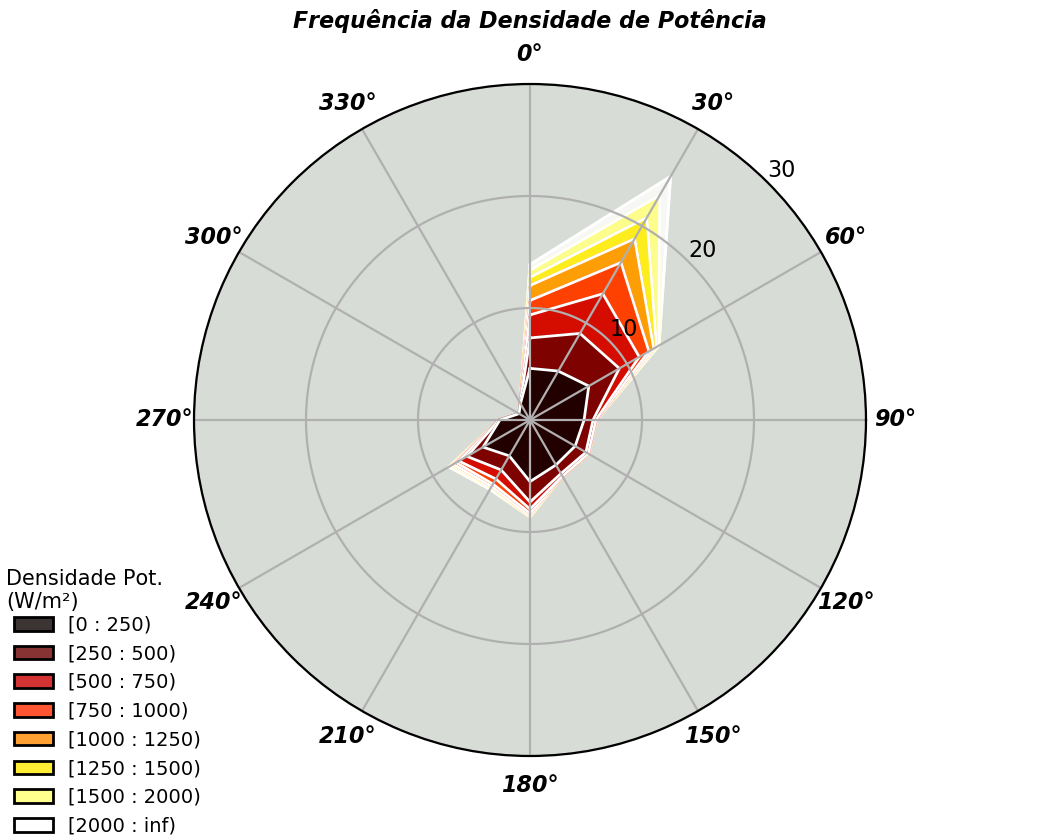 Frequência da Densidade de Potência
0°
330°
30°
30
300°
60°
20
10
270°
90°
240°
120°
210°
150°
180°
Densidade Pot.
(W/m²)
[0 : 250)
[250 : 500)
[500 : 750)
[750 : 1000)
[1000 : 1250)
[1250 : 1500)
[1500 : 2000)
[2000 : inf)